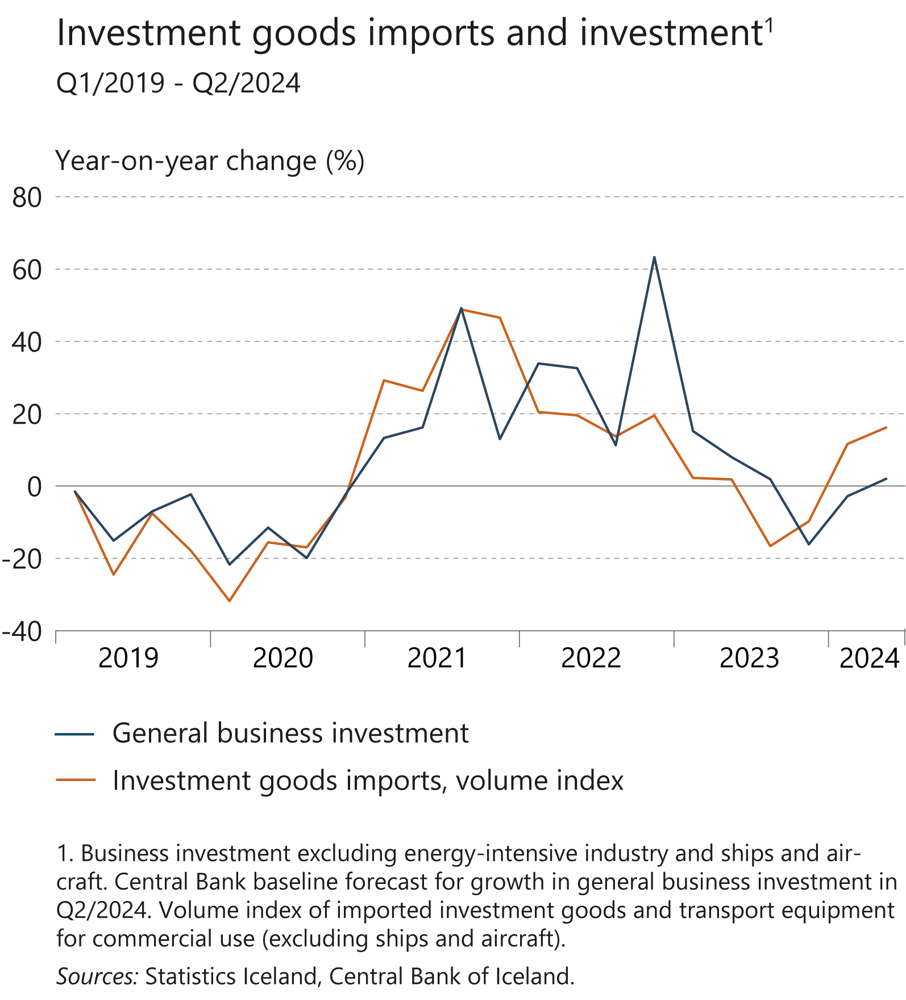 Investment goods imports and investment¹
Q1/2019 - Q2/2024
Year-on-year change (%)
80
60
40
20
0
-20
-40
2019 2020 2021 2022 2023 2024
General business investment
Investment goods imports, volume index
1. Business investment excluding energy-intensive industry and ships and air-
craft. Central Bank baseline forecast for growth in general business investment in
Q2/2024. Volume index of imported investment goods and transport equipment
for commercial use (excluding ships and aircraft).
Sources: Statistics Iceland, Central Bank of Iceland.